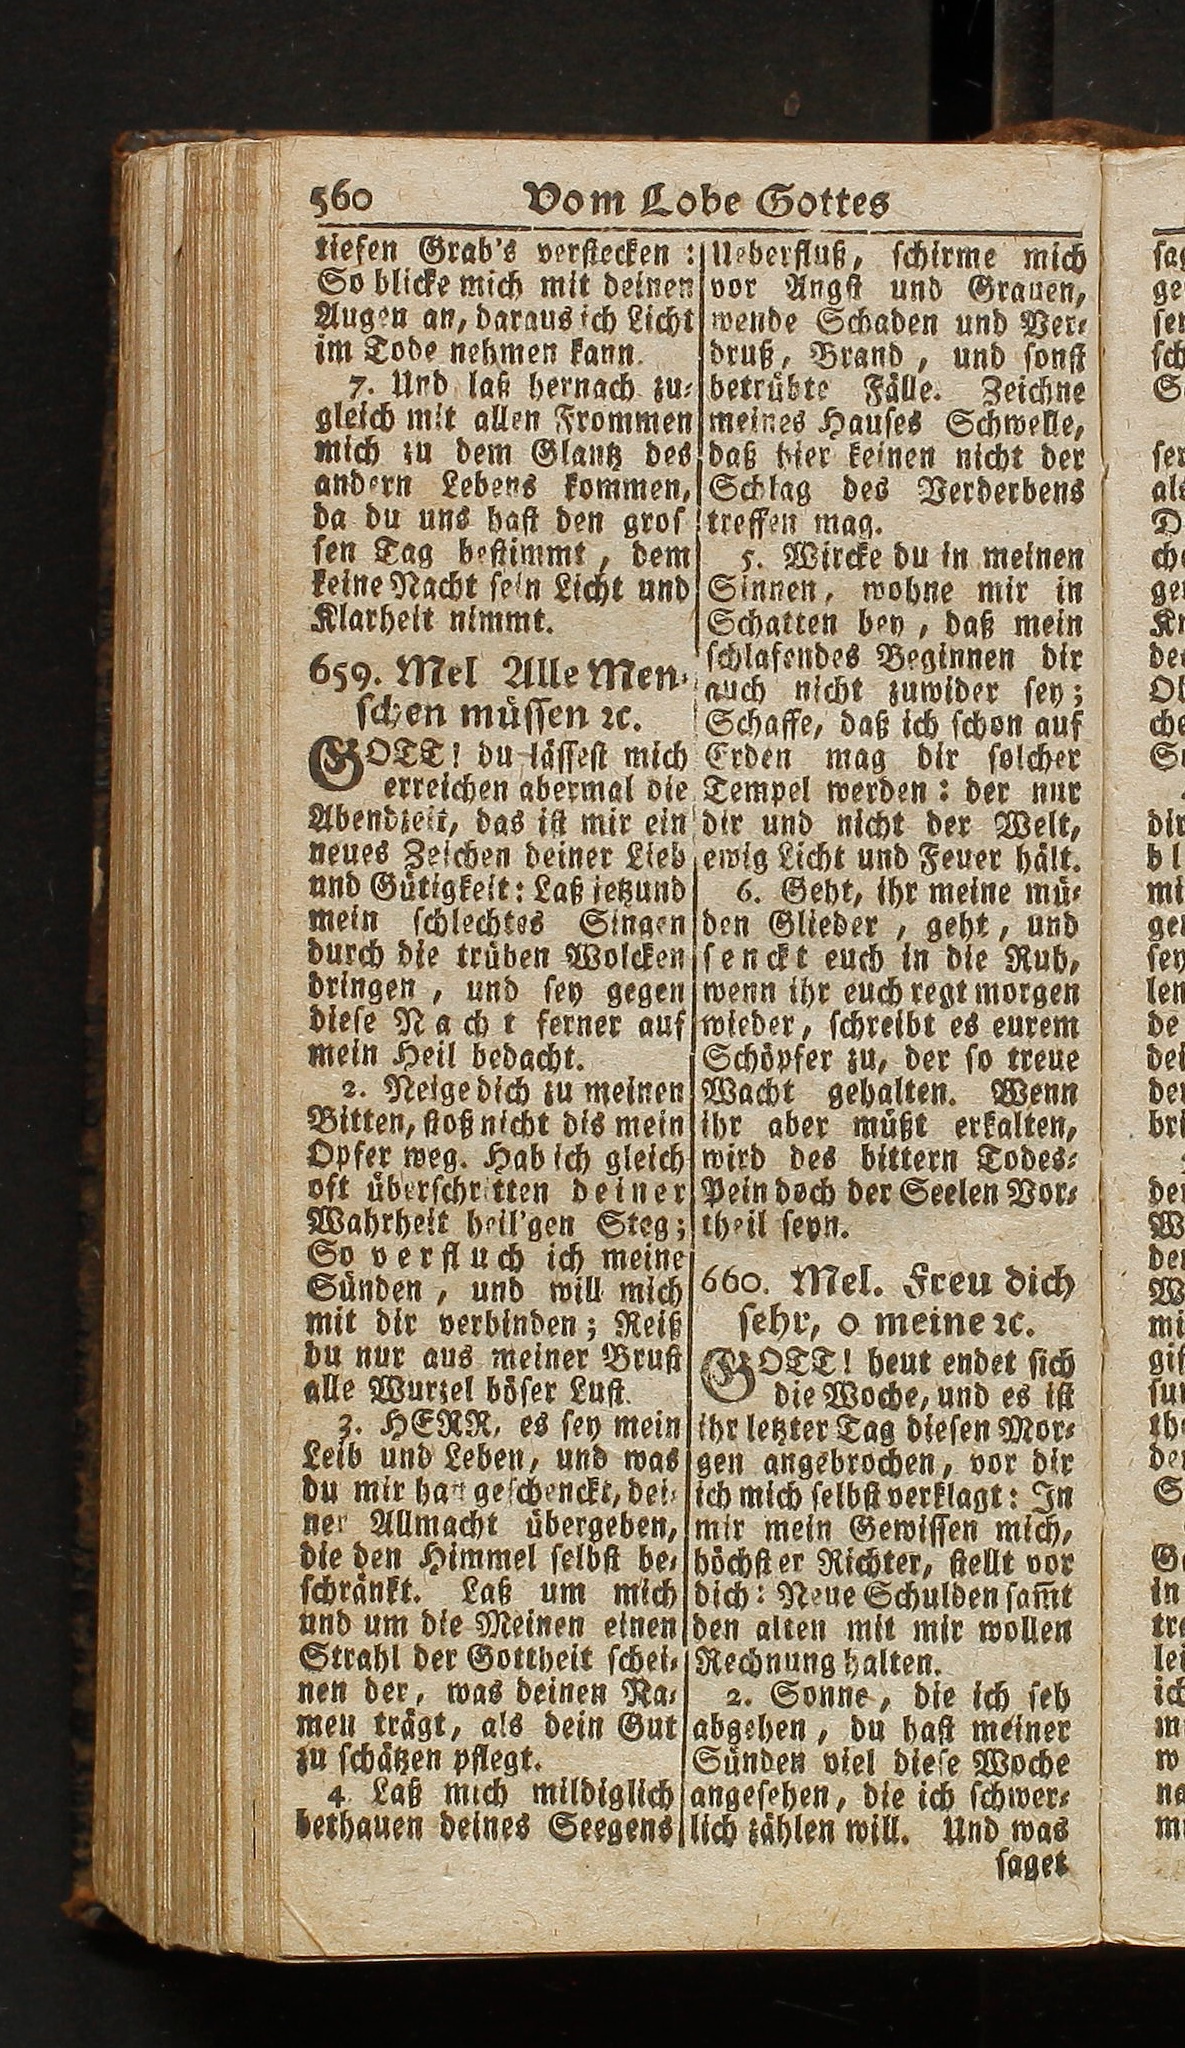 560 Vom Lobe Gottes
tiefen Grab's verstecken:
So blicke mich mit deinen
Augen an, daraus ich Licht
im Tode nehmen kann.
7. Und laß hernach zu-
gleich mit allen Frommen
mich zu dem Glantz des
andern Lebens kommen,
da du uns hast den gros
sen Tag bestimmt, dem
keine Nacht sein Licht und
Klarheit nimmt.
659. Mel Alle Men-
schen müssen ꝛc.
GOTT! du lässest mich
erreichen abermal die
Abendzeit, das ist mir ein
neues Zeichen deiner Lieb
und Gütigkeit: Laß jetzund
mein schlechtes Singen
durch die trüben Wolcken
dringen, und sey gegen
diese Nacht ferner auf
mein Heil bedacht.
2. Neige dich zu meinen
Bitten, stoß nicht dis mein
Opfer weg. Hab ich gleich
oft überschritten deiner
Wahrheit heil'gen Steg;
So verfluch ich meine
Sünden, und will mich
mit dir verbinden; Reiß
du nur aus meiner Brust
alle Wurzel böser Lust.
3. HERR, es sey mein
Leib und Leben, und was
du mir hast geschenckt, dei-
ner Allmacht übergeben,
die den Himmel selbst be-
schränkt. Laß um mich
und um die Meinen einen
Strahl der Gottheit schei-
nen der, was deinen Na-
men trägt, als dein Gut
zu schätzen pflegt.
4 Laß mich mildiglich
bethauen deines Seegens
Ueberfluß, schirme mich
vor Angst und Grauen,
wende Schaden und Ver-
druß, Brand, und sonst
betrübte Fälle. Zeichne
meines Hauses Schwelle,
daß hier keinen nicht der
Schlag des Verderbens
treffen mag.
5. Wircke du in meinen
Sinnen, wohne mir in
Schatten bey, daß mein
schlafendes Beginnen dir
auch nicht zuwider sey;
Schaffe, daß ich schon auf
Erden mag dir solcher
Tempel werden: der nur
dir und nicht der Welt,
ewig Licht und Feuer hält.
6. Geht, ihr meine mü-
den Glieder, geht, und
senckt euch in die Ruh,
wenn ihr euch regt morgen
wieder, schreibt es eurem
Schöpfer zu, der so treue
Wacht gehalten. Wenn
ihr aber müßt erkalten,
wird des bittern Todes-
Pein doch der Seelen Vor-
theil seyn.
660. Mel. Freu dich
sehr, o meine ꝛc.
GOTT! heut endet sich
die Woche, und es ist
ihr letzter Tag diesen Mor-
gen angebrochen, vor dir
ich mich selbst verklagt: In
mir mein Gewissen mich,
höchster Richter, stellt vor
dich: Neue Schulden sam̅t
den alten mit mir wollen
Rechnung halten.
2. Sonne, die ich seh
abgehen, du hast meiner
Sünden viel diese Woche
angesehen, die ich schwer-
lich zählen will. Und was
saget